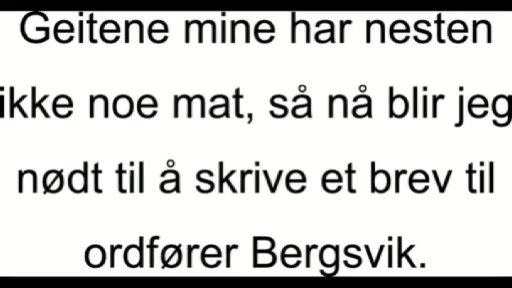 Geitene mine har nesten
ikke noe mat, så nå blir jeg
nødt til å skrive et brev til
ordfører Bergsvik.